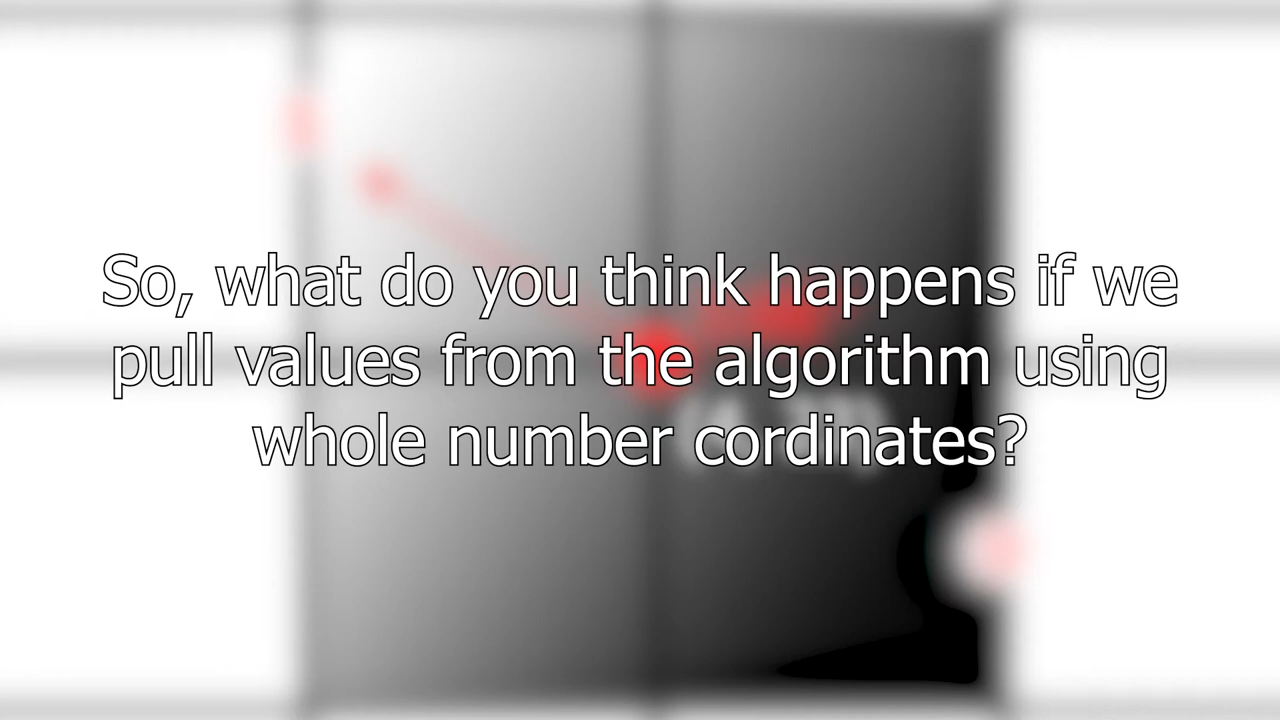 So, what do you think happens if we
pull values from the algorithm using
whole number cordinates?